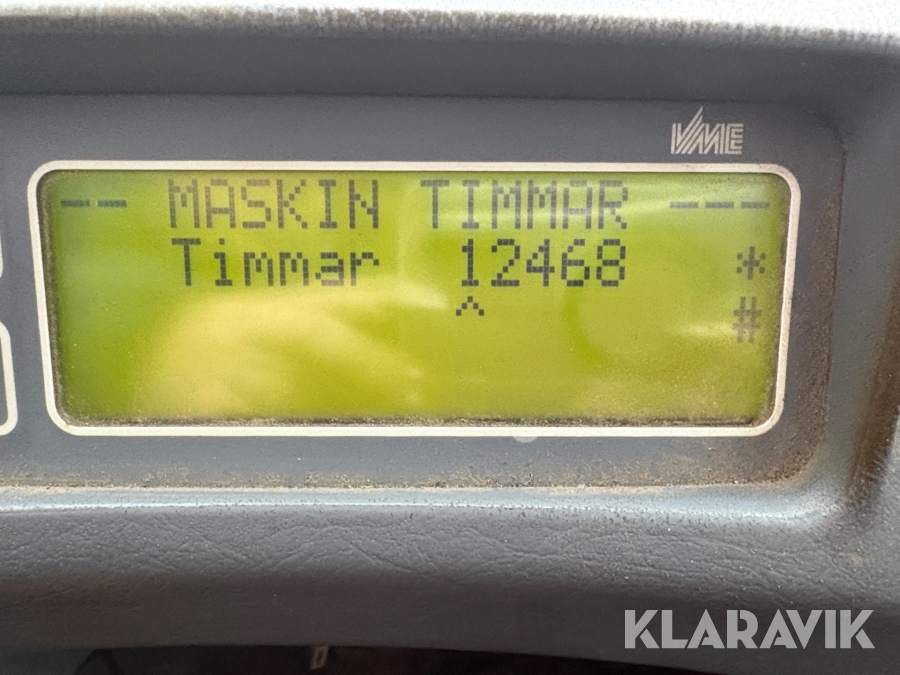 VME
-- MASKIN TIMMAR ---
Timmar 12468 *
^ #
KLARAVIK